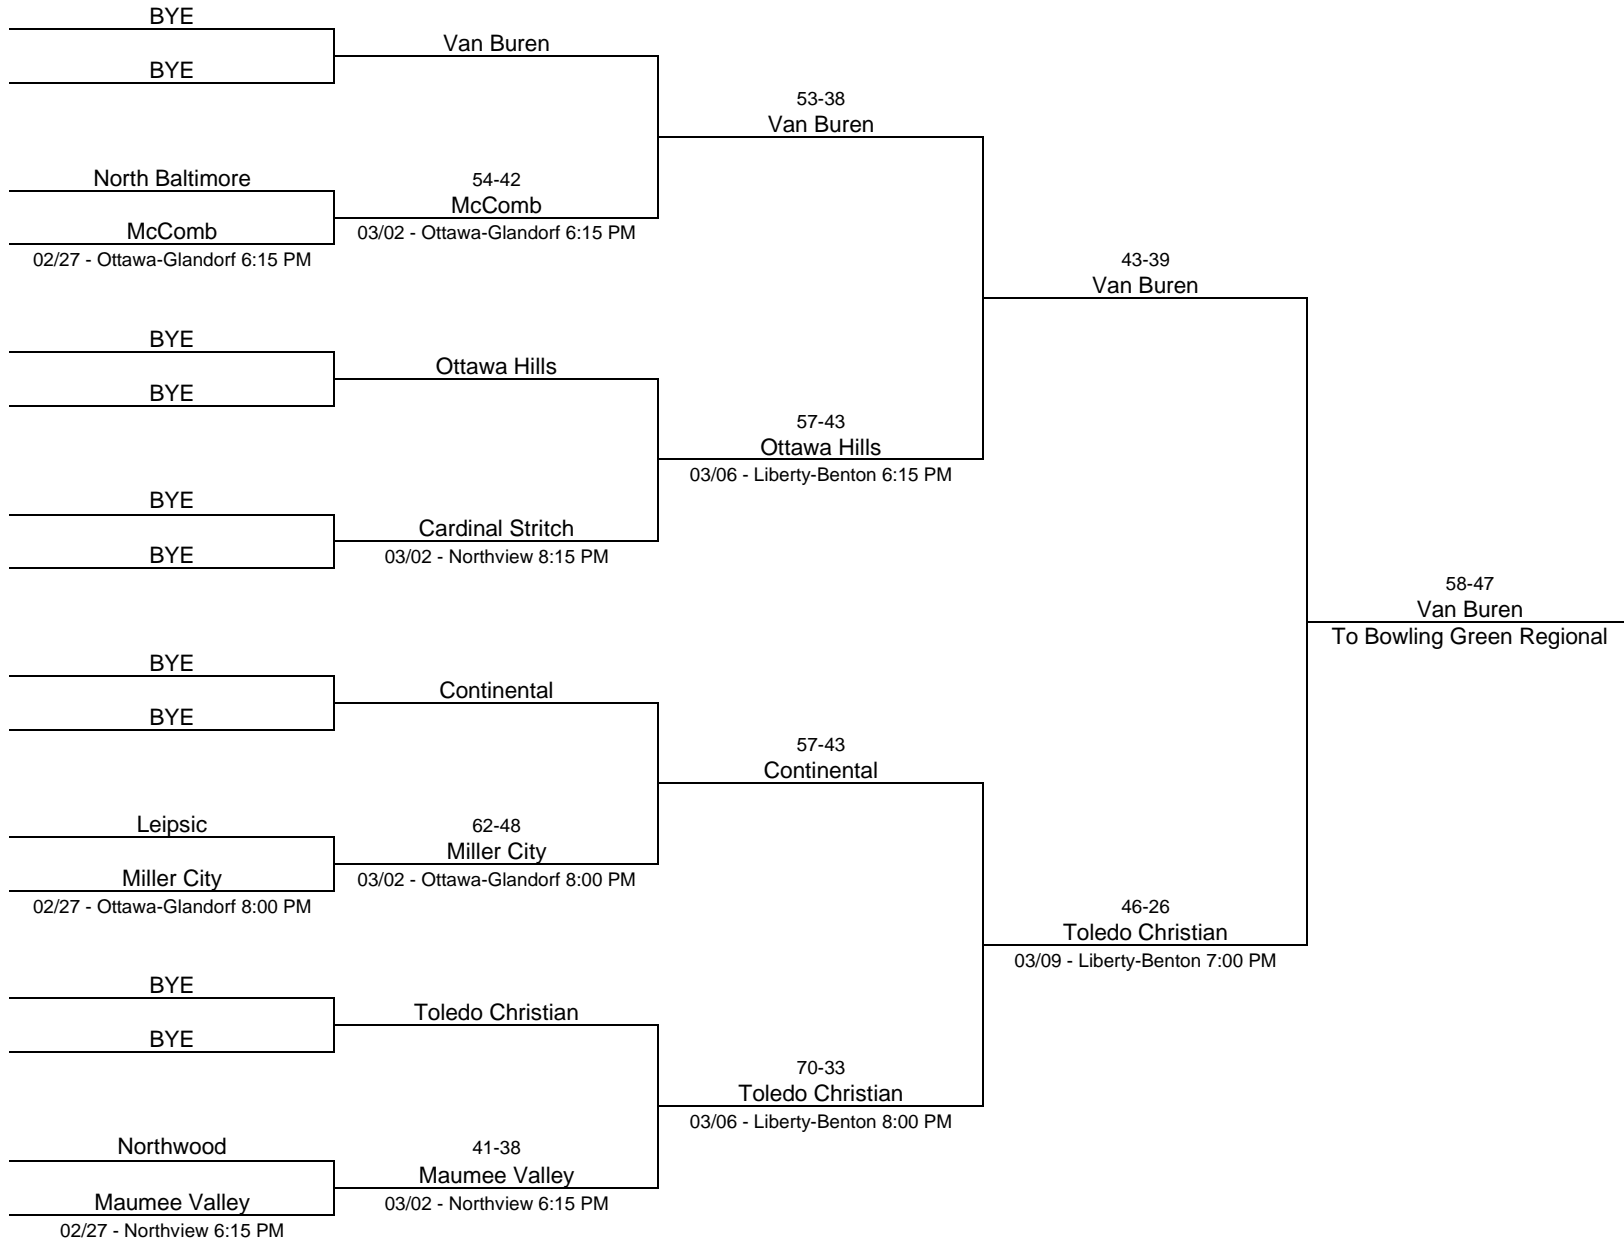 BYE
BYE
North Baltimore
McComb
02/27 - Ottawa-Glandorf 6:15 PM
BYE
BYE
BYE
BYE
BYE
BYE
Leipsic
Miller City
02/27 - Ottawa-Glandorf 8:00 PM
BYE
BYE
Northwood
Maumee Valley
02/27 - Northview 6:15 PM
Van Buren
54-42
McComb
03/02 - Ottawa-Glandorf 6:15 PM
Ottawa Hills
Cardinal Stritch
03/02 - Northview 8:15 PM
Continental
62-48
Miller City
03/02 - Ottawa-Glandorf 8:00 PM
Toledo Christian
41-38
Maumee Valley
03/02 - Northview 6:15 PM
53-38
Van Buren
57-43
Ottawa Hills
03/06 - Liberty-Benton 6:15 PM
57-43
Continental
70-33
Toledo Christian
03/06 - Liberty-Benton 8:00 PM
43-39
Van Buren
46-26
Toledo Christian
03/09 - Liberty-Benton 7:00 PM
58-47
Van Buren
To Bowling Green Regional